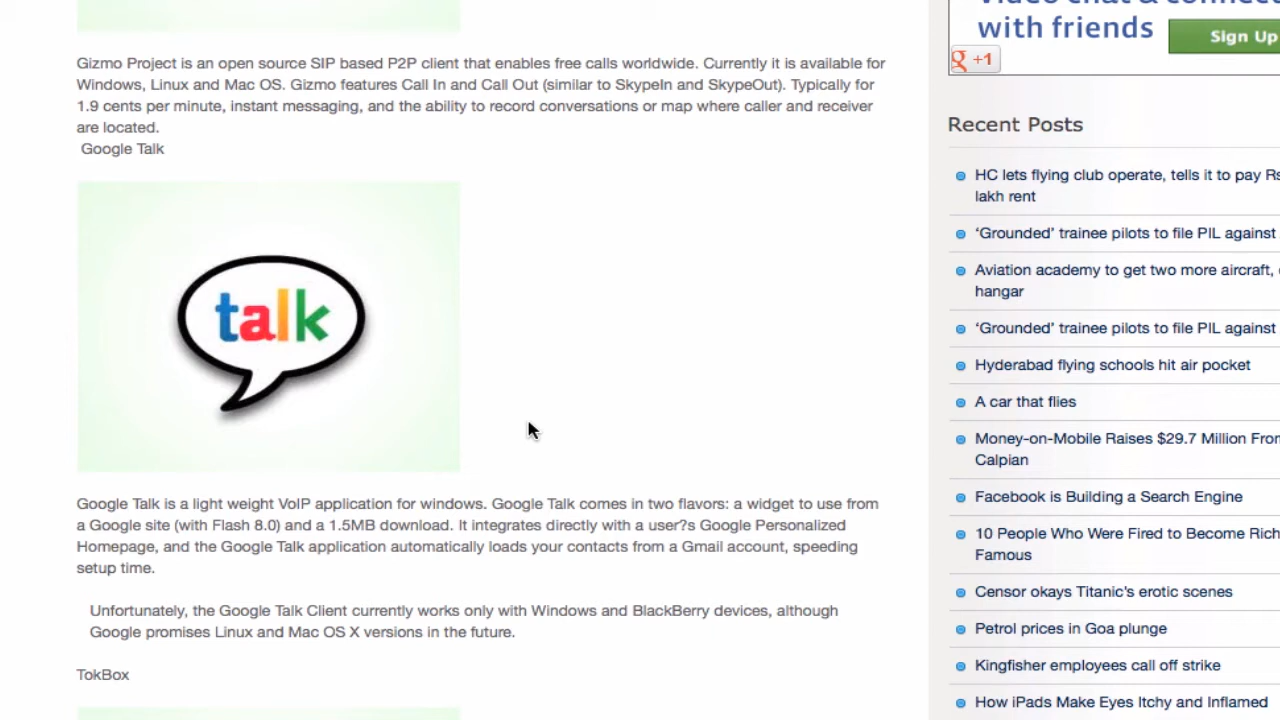 Gizmo Project is an open source SIP based P2P client that enables free calls worldwide. Currently it is available for
Windows, Linux and Mac OS. Gizmo features Call In and Call Out (similar to SkypeIn and SkypeOut). Typically for
1.9 cents per minute, instant messaging, and the ability to record conversations or map where caller and receiver
are located.
Google Talk
talk
Google Talk is a light weight VoIP application for windows. Google Talk comes in two flavors: a widget to use from
a Google site (with Flash 8.0) and a 1.5MB download. It integrates directly with a user?s Google Personalized
Homepage, and the Google Talk application automatically loads your contacts from a Gmail account, speeding
setup time.
Unfortunately, the Google Talk Client currently works only with Windows and BlackBerry devices, although
Google promises Linux and Mac OS X versions in the future.
TokBox
with friends
Sign Up
g +1
Recent Posts
HC lets flying club operate, tells it to pay Rs
lakh rent
‘Grounded’ trainee pilots to file PIL against
Aviation academy to get two more aircraft,
hangar
‘Grounded’ trainee pilots to file PIL against
Hyderabad flying schools hit air pocket
A car that flies
Money-on-Mobile Raises $29.7 Million From
Calpian
Facebook is Building a Search Engine
10 People Who Were Fired to Become Rich
Famous
Censor okays Titanic’s erotic scenes
Petrol prices in Goa plunge
Kingfisher employees call off strike
How iPads Make Eyes Itchy and Inflamed